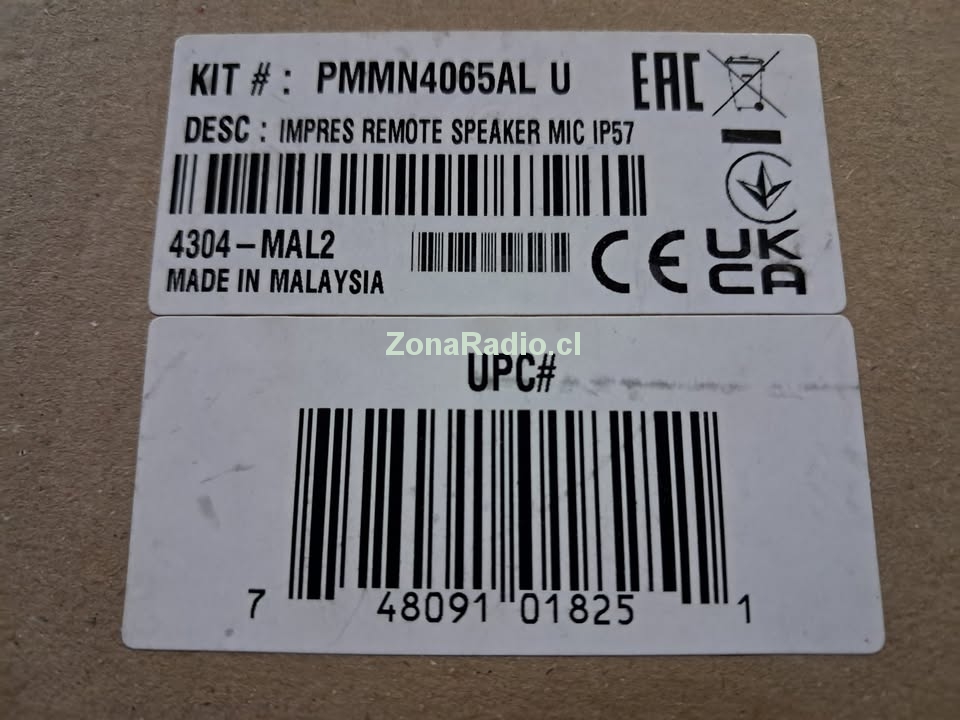 KIT # : PMMN4065AL U
EAC
DESC : IMPRES REMOTE SPEAKER MIC IP57
4304-MAL2
MADE IN MALAYSIA
CE
UK
CA
ZonaRadio.cl
UPC#
7 48091 01825 1